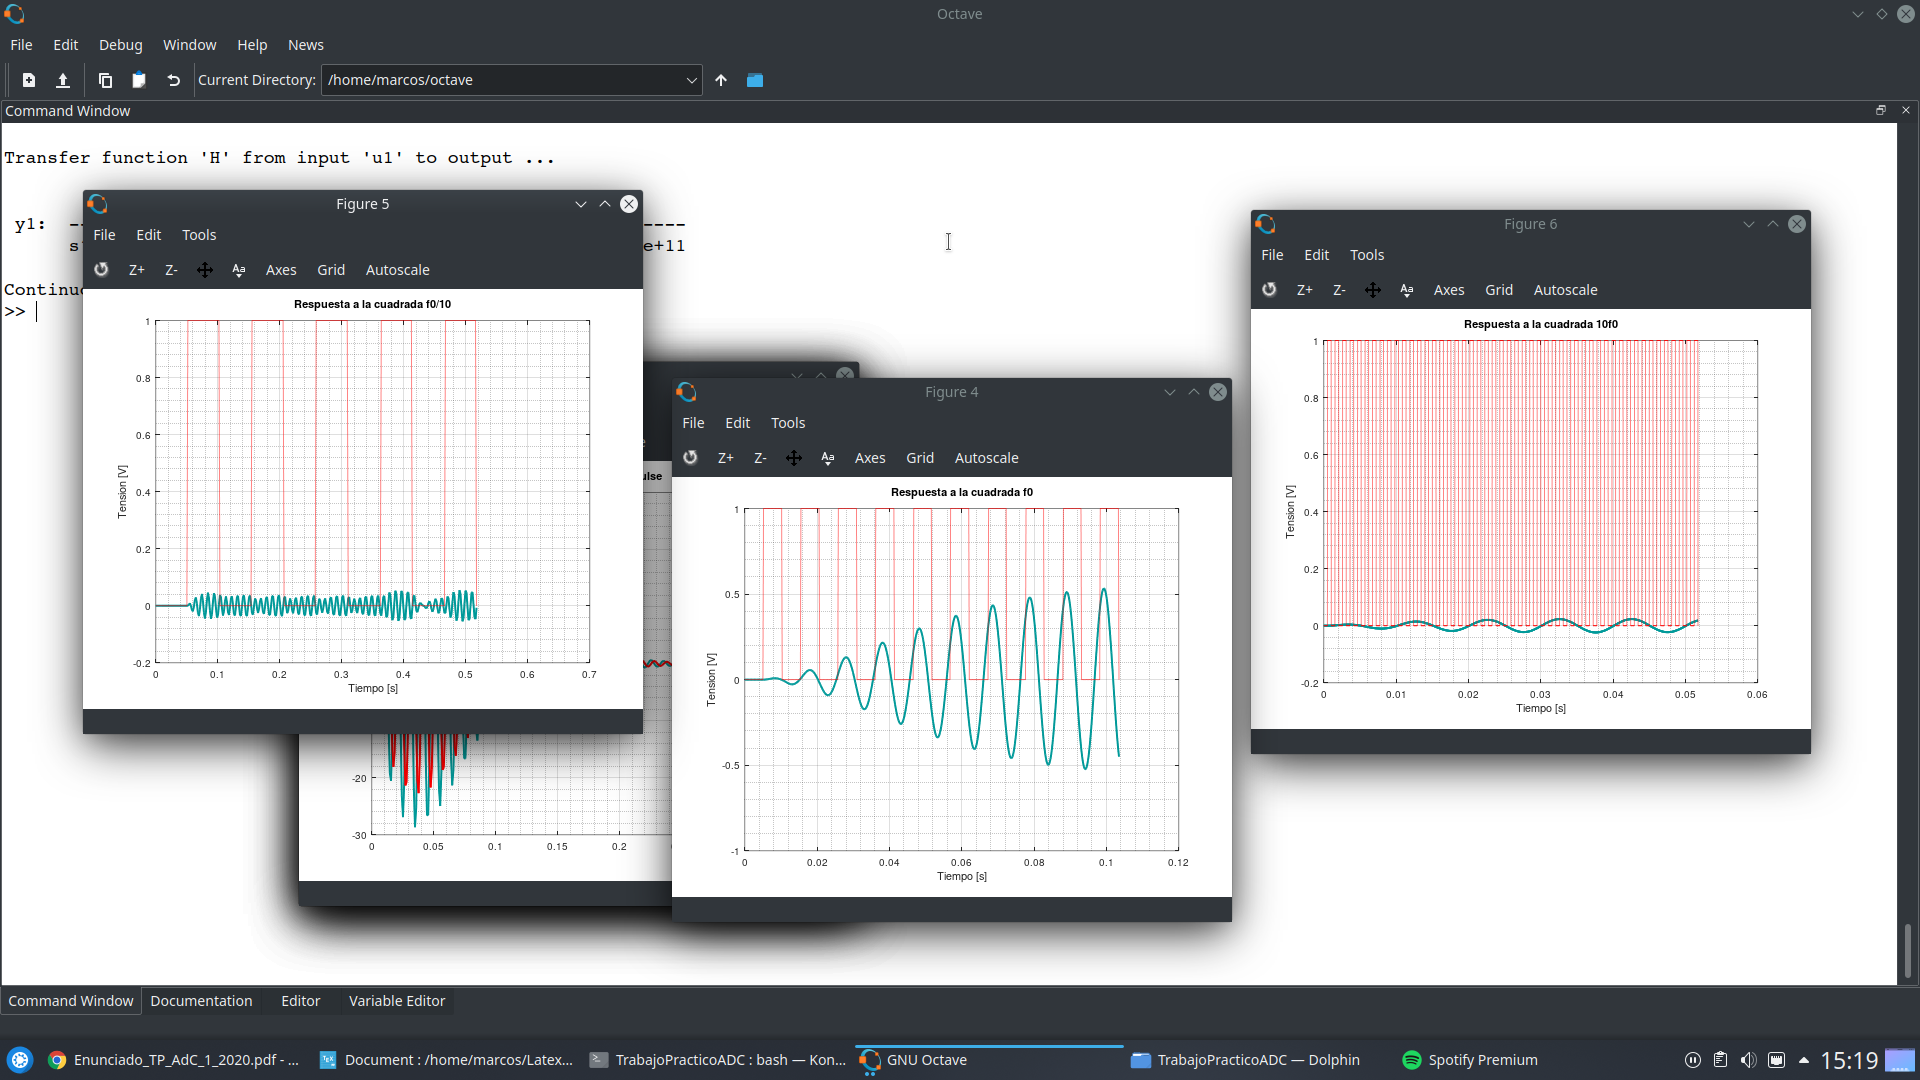 Octave
File Edit Debug Window Help News
Current Directory: /home/marcos/octave
Command Window
Transfer function 'H' from input 'u1' to output ...
y1: -- ----
s e+11
Continuo
>>
Figure 5
File Edit Tools
Z+ Z- Aa Axes Grid Autoscale
Respuesta a la cuadrada f0/10
Tension [V]
1
0.8
0.6
0.4
0.2
0
-0.2
0 0.1 0.2 0.3 0.4 0.5 0.6 0.7
Tiempo [s]
ulse
-20
-30
0 0.05 0.1 0.15 0.2
Figure 4
File Edit Tools
Z+ Z- Aa Axes Grid Autoscale
Respuesta a la cuadrada f0
Tension [V]
1
0.5
0
-0.5
-1
0 0.02 0.04 0.06 0.08 0.1 0.12
Tiempo [s]
Figure 6
File Edit Tools
Z+ Z- Aa Axes Grid Autoscale
Respuesta a la cuadrada 10f0
Tension [V]
1
0.8
0.6
0.4
0.2
0
-0.2
0 0.01 0.02 0.03 0.04 0.05 0.06
Tiempo [s]
Command Window Documentation Editor Variable Editor
Enunciado_TP_AdC_1_2020.pdf - ... Document : /home/marcos/Latex... TrabajoPracticoADC : bash — Kon... GNU Octave TrabajoPracticoADC — Dolphin Spotify Premium 15:19